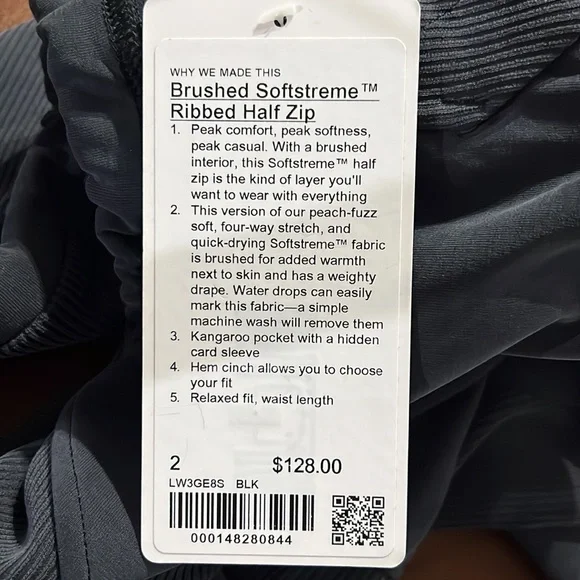 WHY WE MADE THIS
Brushed Softstreme™
Ribbed Half Zip
1. Peak comfort, peak softness,
peak casual. With a brushed
interior, this Softstreme™ half
zip is the kind of layer you'll
want to wear with everything
2. This version of our peach-fuzz
soft, four-way stretch, and
quick-drying Softstreme™ fabric
is brushed for added warmth
next to skin and has a weighty
drape. Water drops can easily
mark this fabric—a simple
machine wash will remove them
3. Kangaroo pocket with a hidden
card sleeve
4. Hem cinch allows you to choose
your fit
5. Relaxed fit, waist length
2 $128.00
LW3GE8S BLK
000148280844